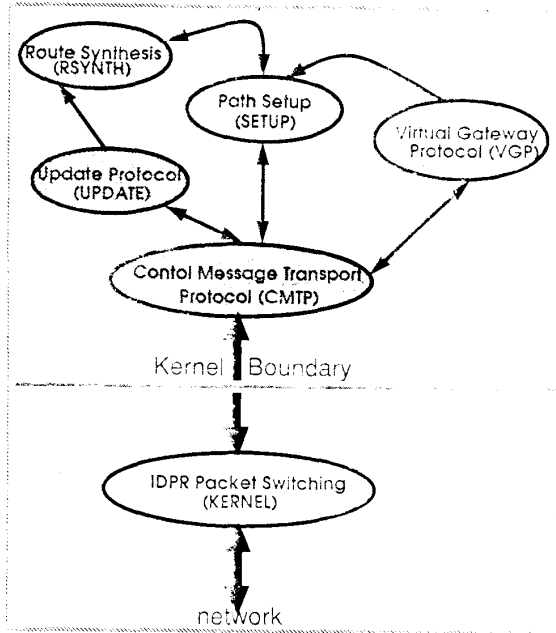 Route Synthesis
(RSYNTH)
Path Setup
(SETUP)
Virtual Gateway
Protocol (VGP)
Update Protocol
(UPDATE)
Contol Message Transport
Protocol (CMTP)
Kernel Boundary
IDPR Packet Switching
(KERNEL)
network